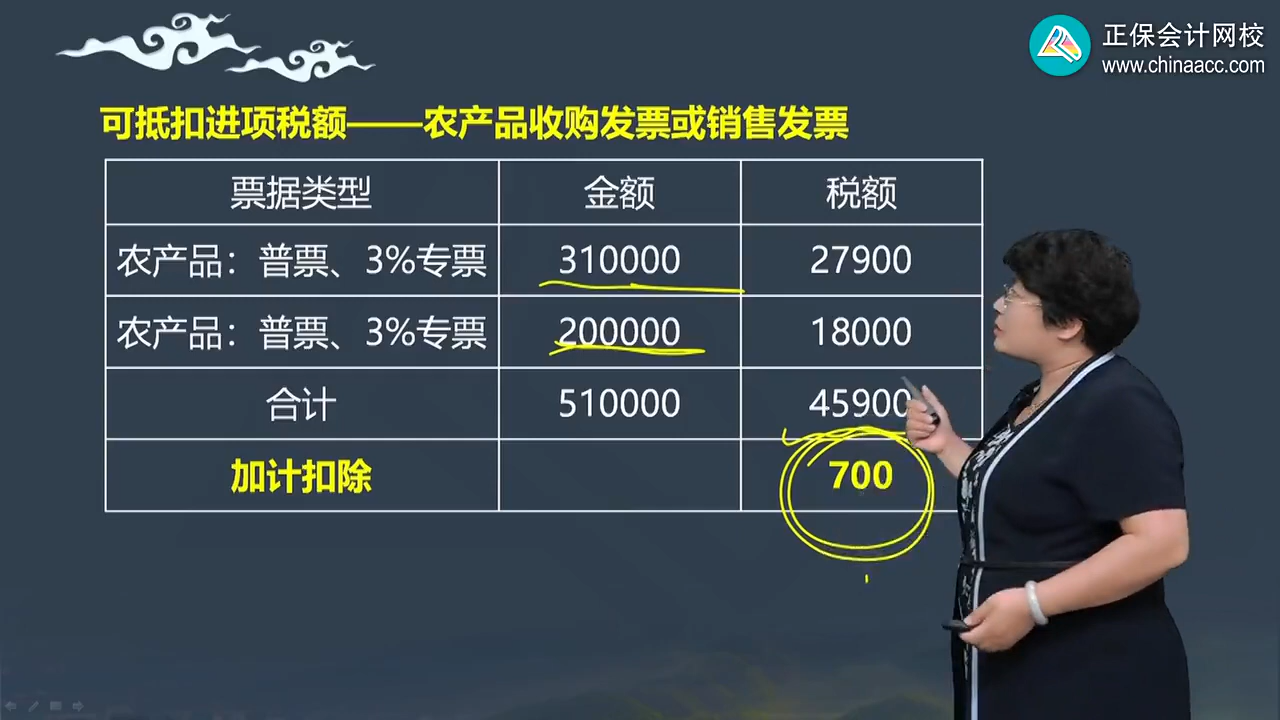 正保会计网校
www.chinaacc.com
可抵扣进项税额——农产品收购发票或销售发票
票据类型 金额 税额
农产品：普票、3%专票 310000 27900
农产品：普票、3%专票 200000 18000
合计 510000 45900
加计扣除 700